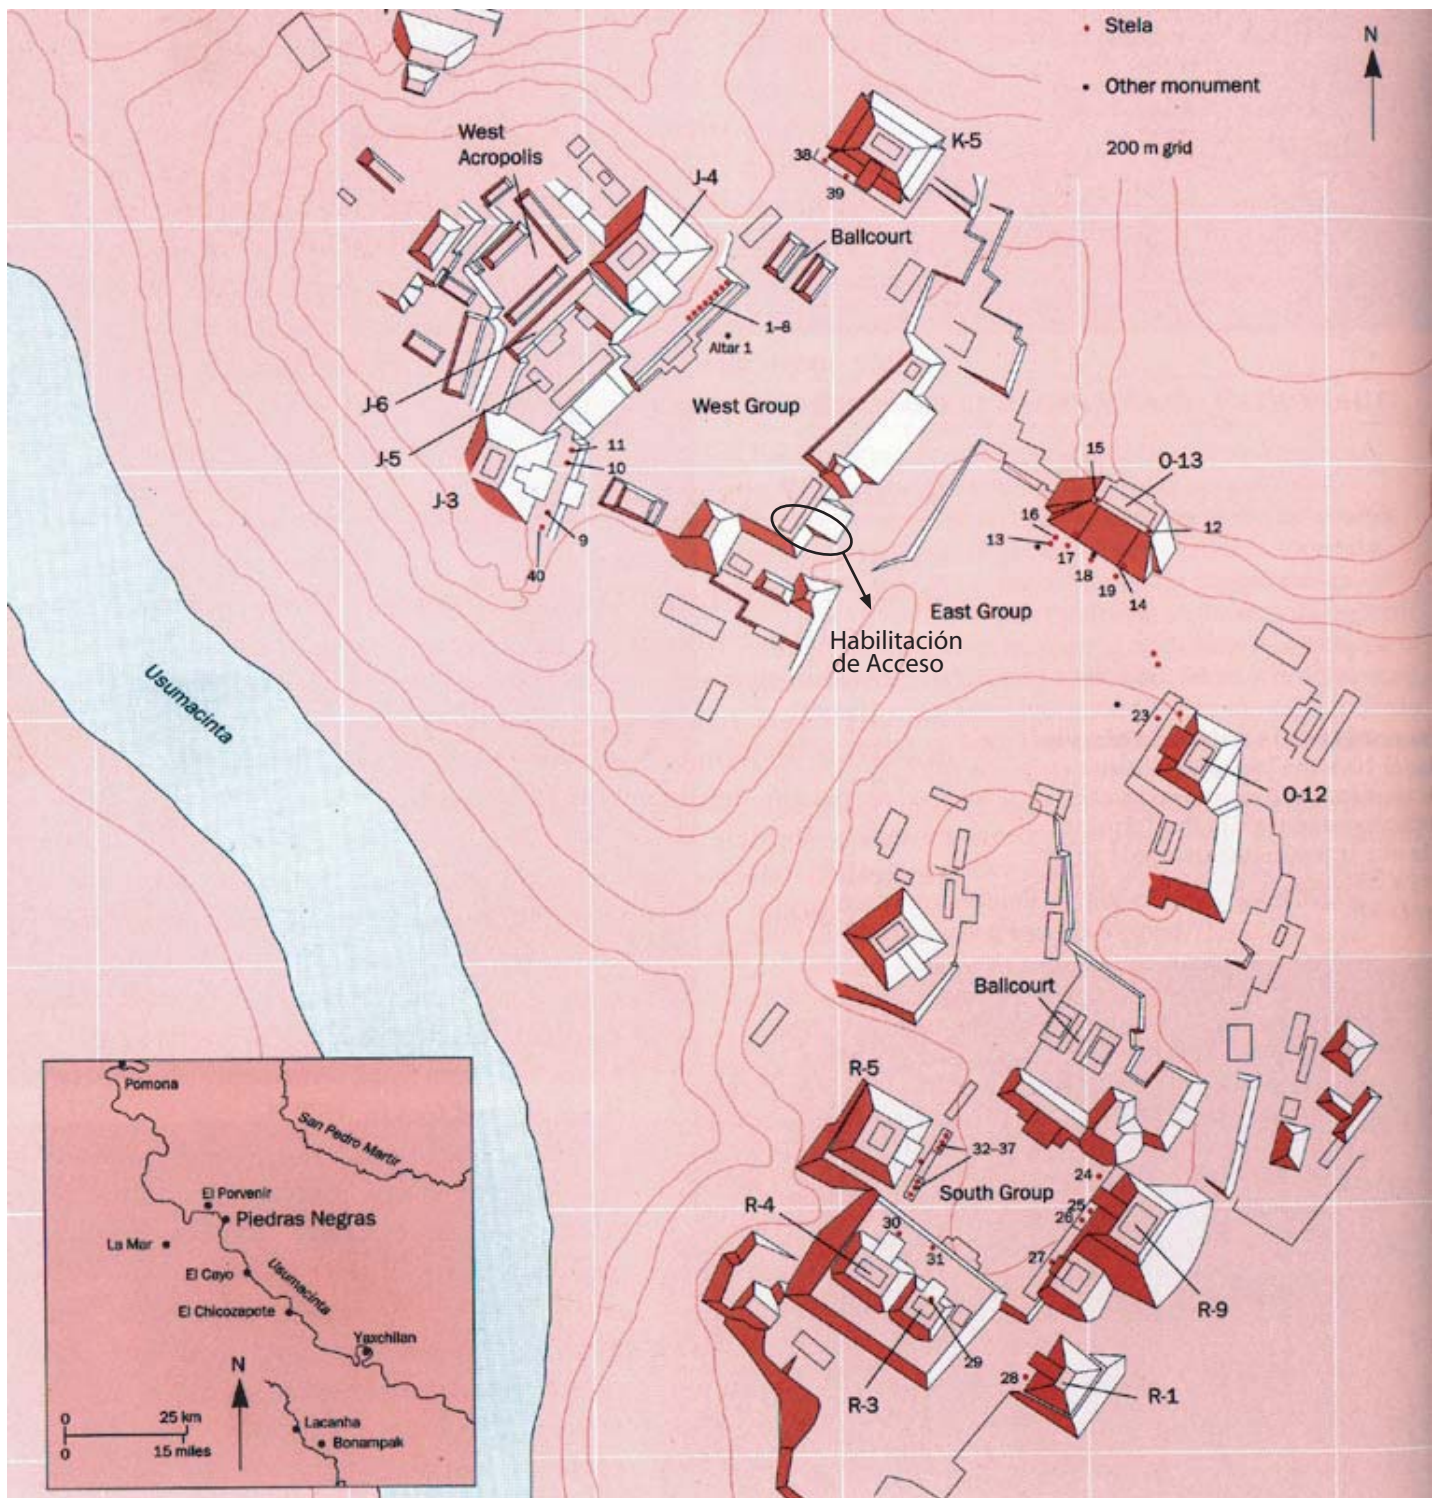 Stela
Other monument
200 m grid
N
West
Acropolis
J-4
K-5
38
39
Ballcourt
1–8
Altar 1
West Group
J-6
J-5
J-3
11
10
9
40
15
O-13
16
13
17
18
19
14
12
East Group
Habilitación
de Acceso
Usumacinta
23
O-12
Ballcourt
R-5
32–37
South Group
24
25
26
27
R-4
30
31
R-9
29
28
R-3
R-1
Pomona
San Pedro Martir
El Porvenir
Piedras Negras
La Mar
El Cayo
Usumacinta
El Chicozapote
Yaxchilan
N
0
25 km
0
15 miles
Lacanha
Bonampak